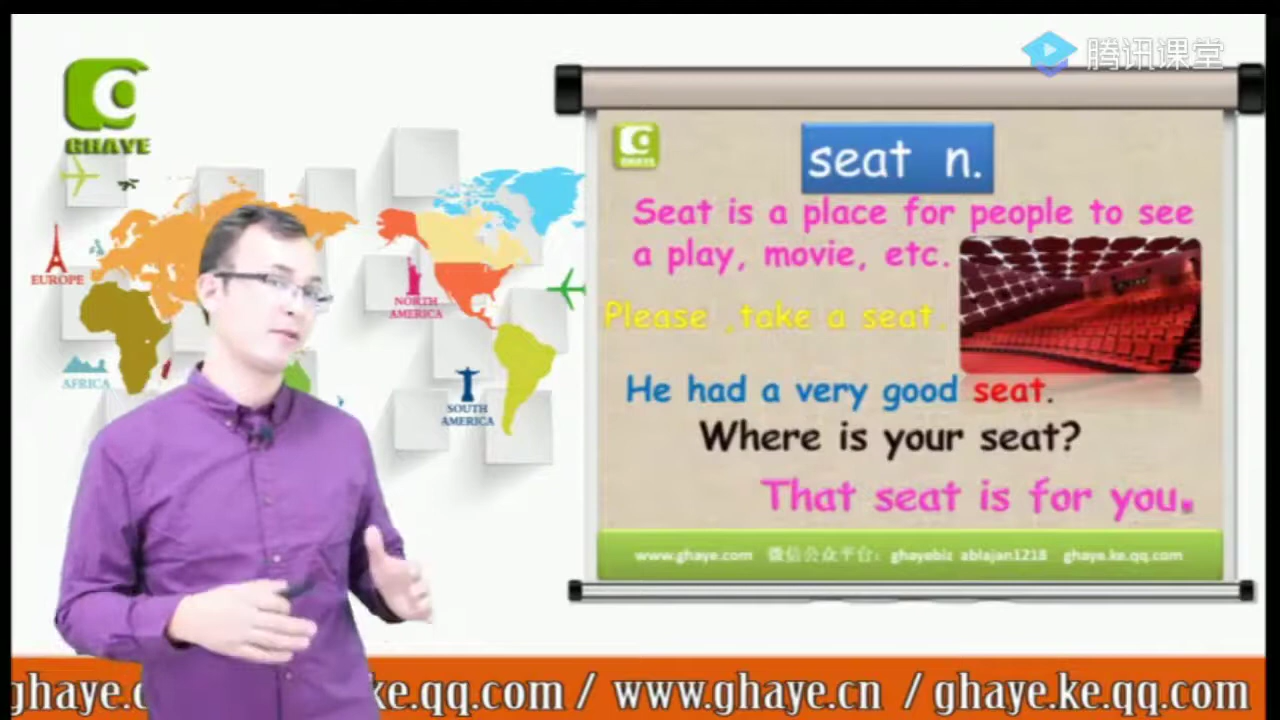 腾讯课堂
GHAYE
GHAYE
seat n.
Seat is a place for people to see
a play, movie, etc.
Please ,take a seat.
He had a very good seat.
Where is your seat?
That seat is for you.
www.ghaye.com 微信公众平台: ghayebiz ablajan1218 ghaye.ke.qq.com
EUROPE
NORTH
AMERICA
AFRICA
SOUTH
AMERICA
ghaye.c ke.qq.com / www.ghaye.cn / ghaye.ke.qq.com